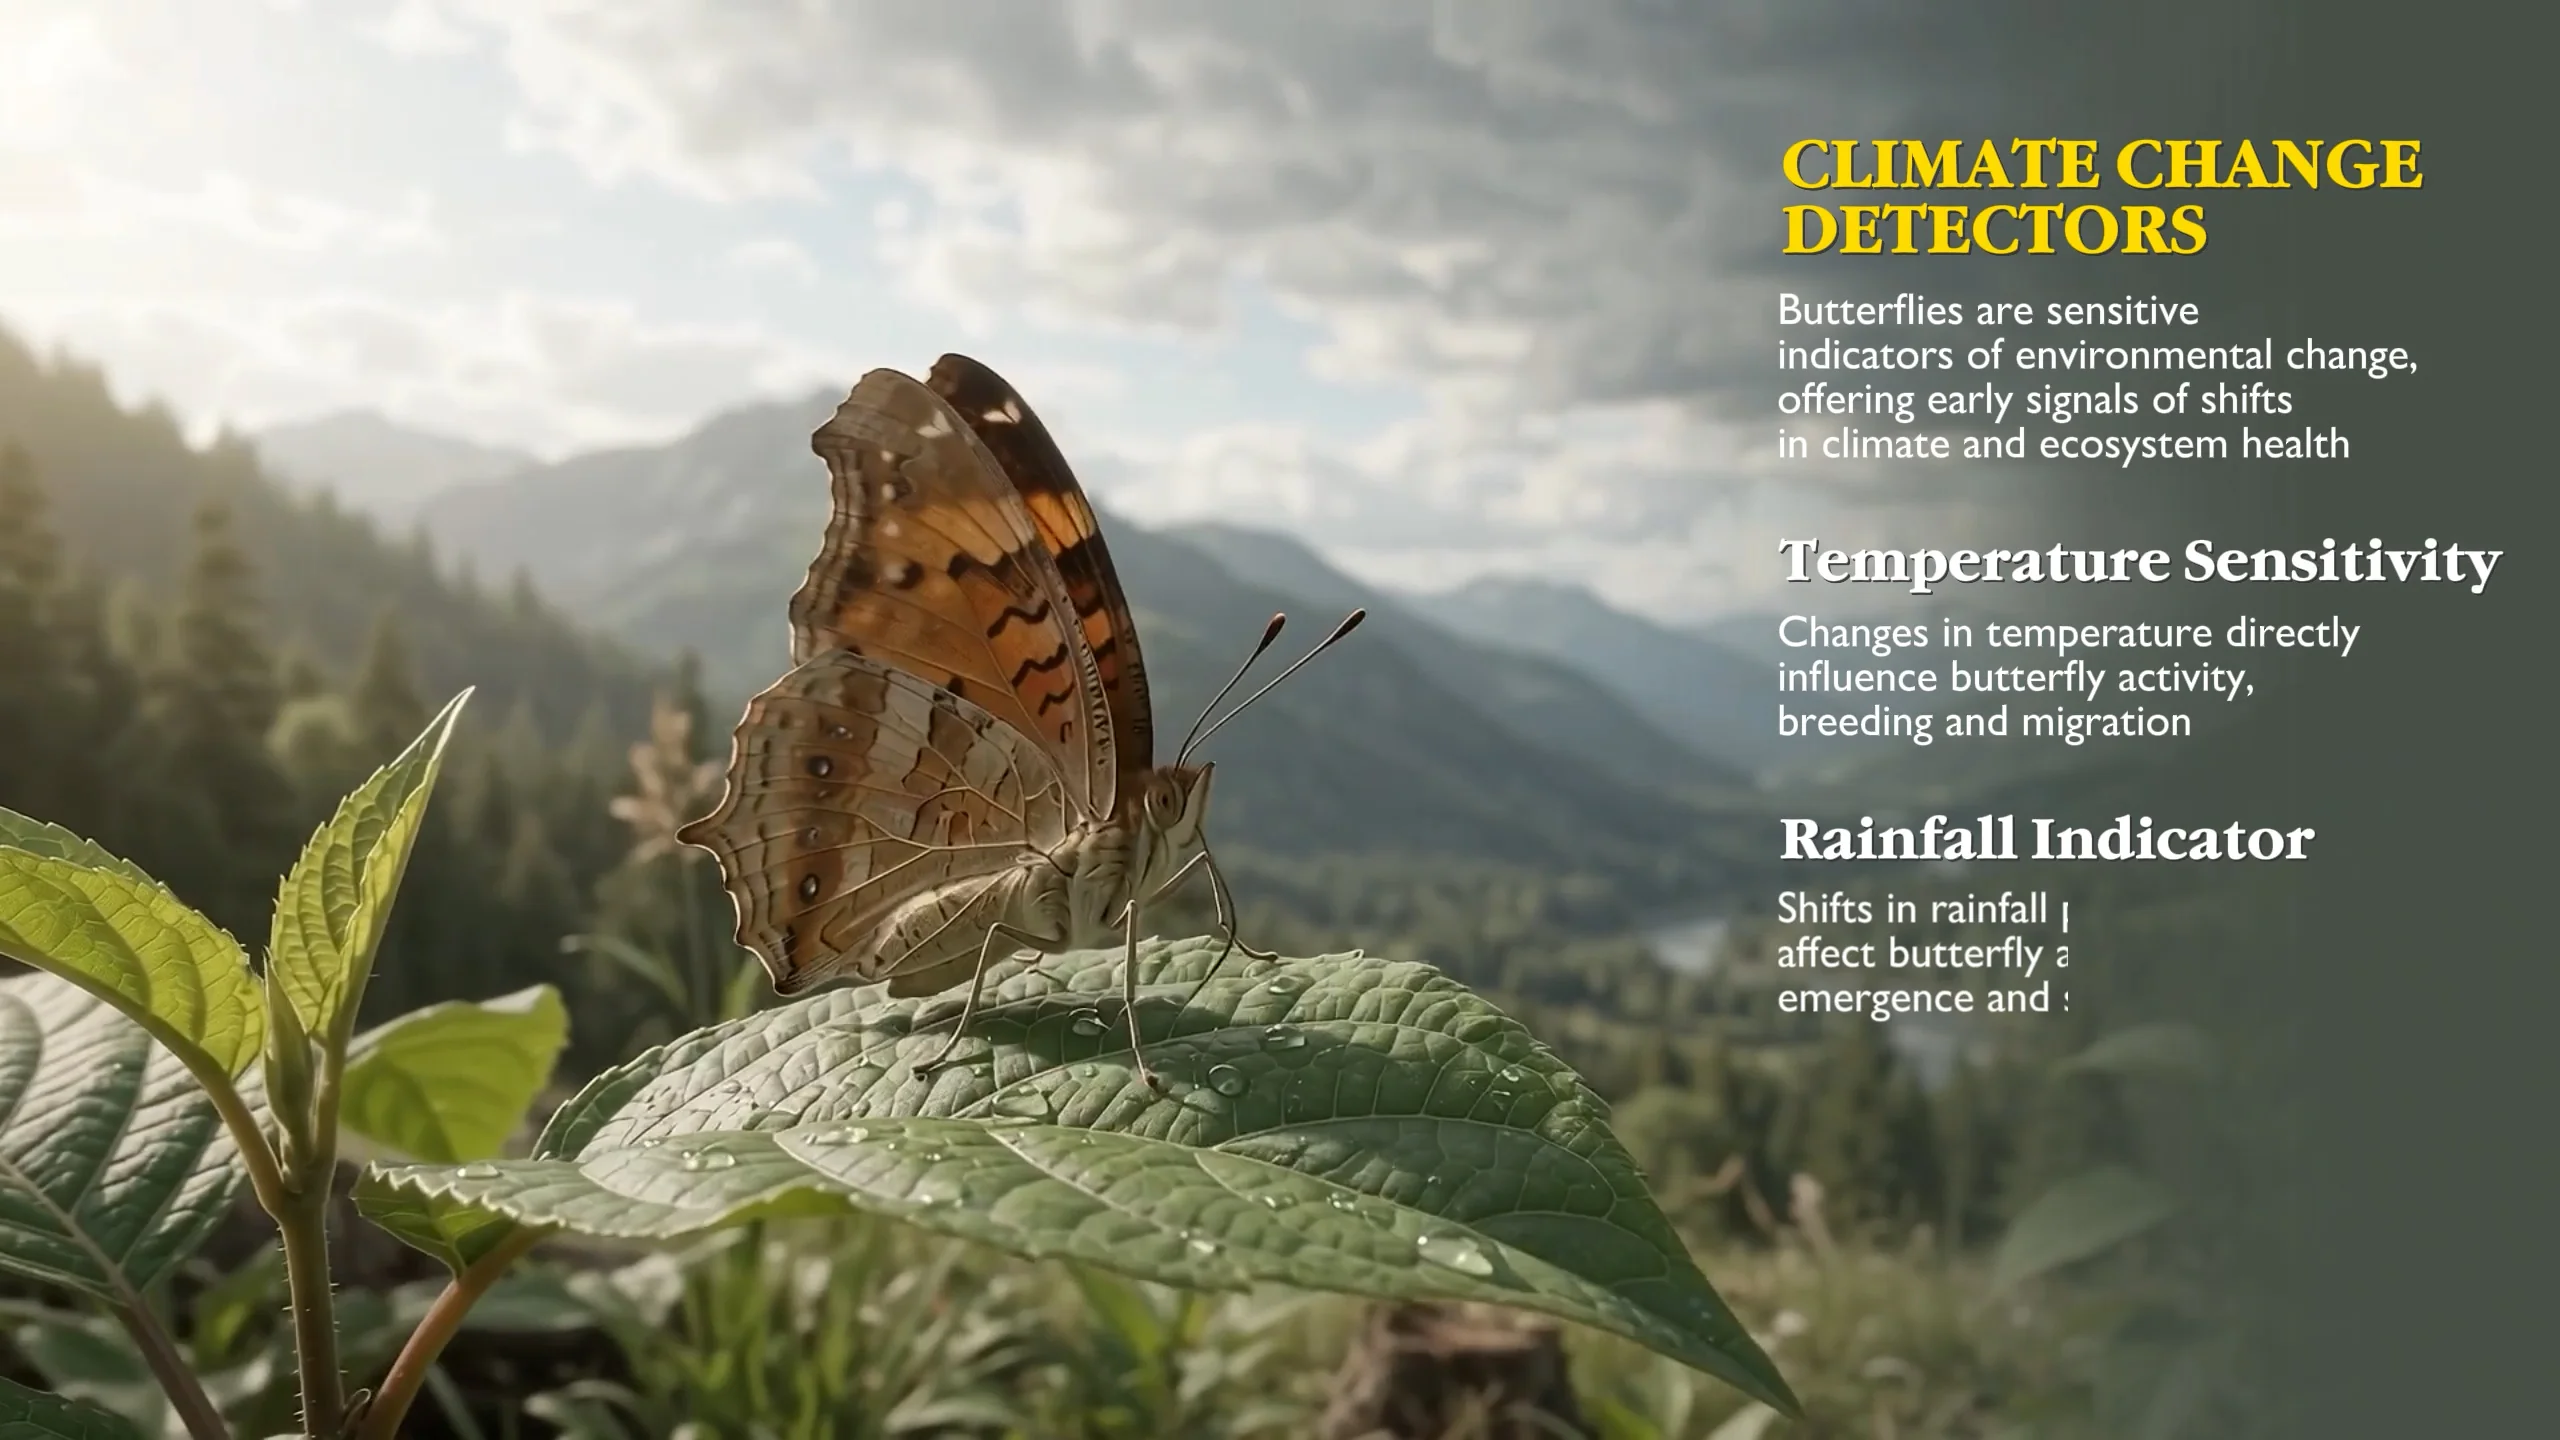 CLIMATE CHANGE
DETECTORS
Butterflies are sensitive
indicators of environmental change,
offering early signals of shifts
in climate and ecosystem health
Temperature Sensitivity
Changes in temperature directly
influence butterfly activity,
breeding and migration
Rainfall Indicator
Shifts in rainfall
affect butterfly
emergence and